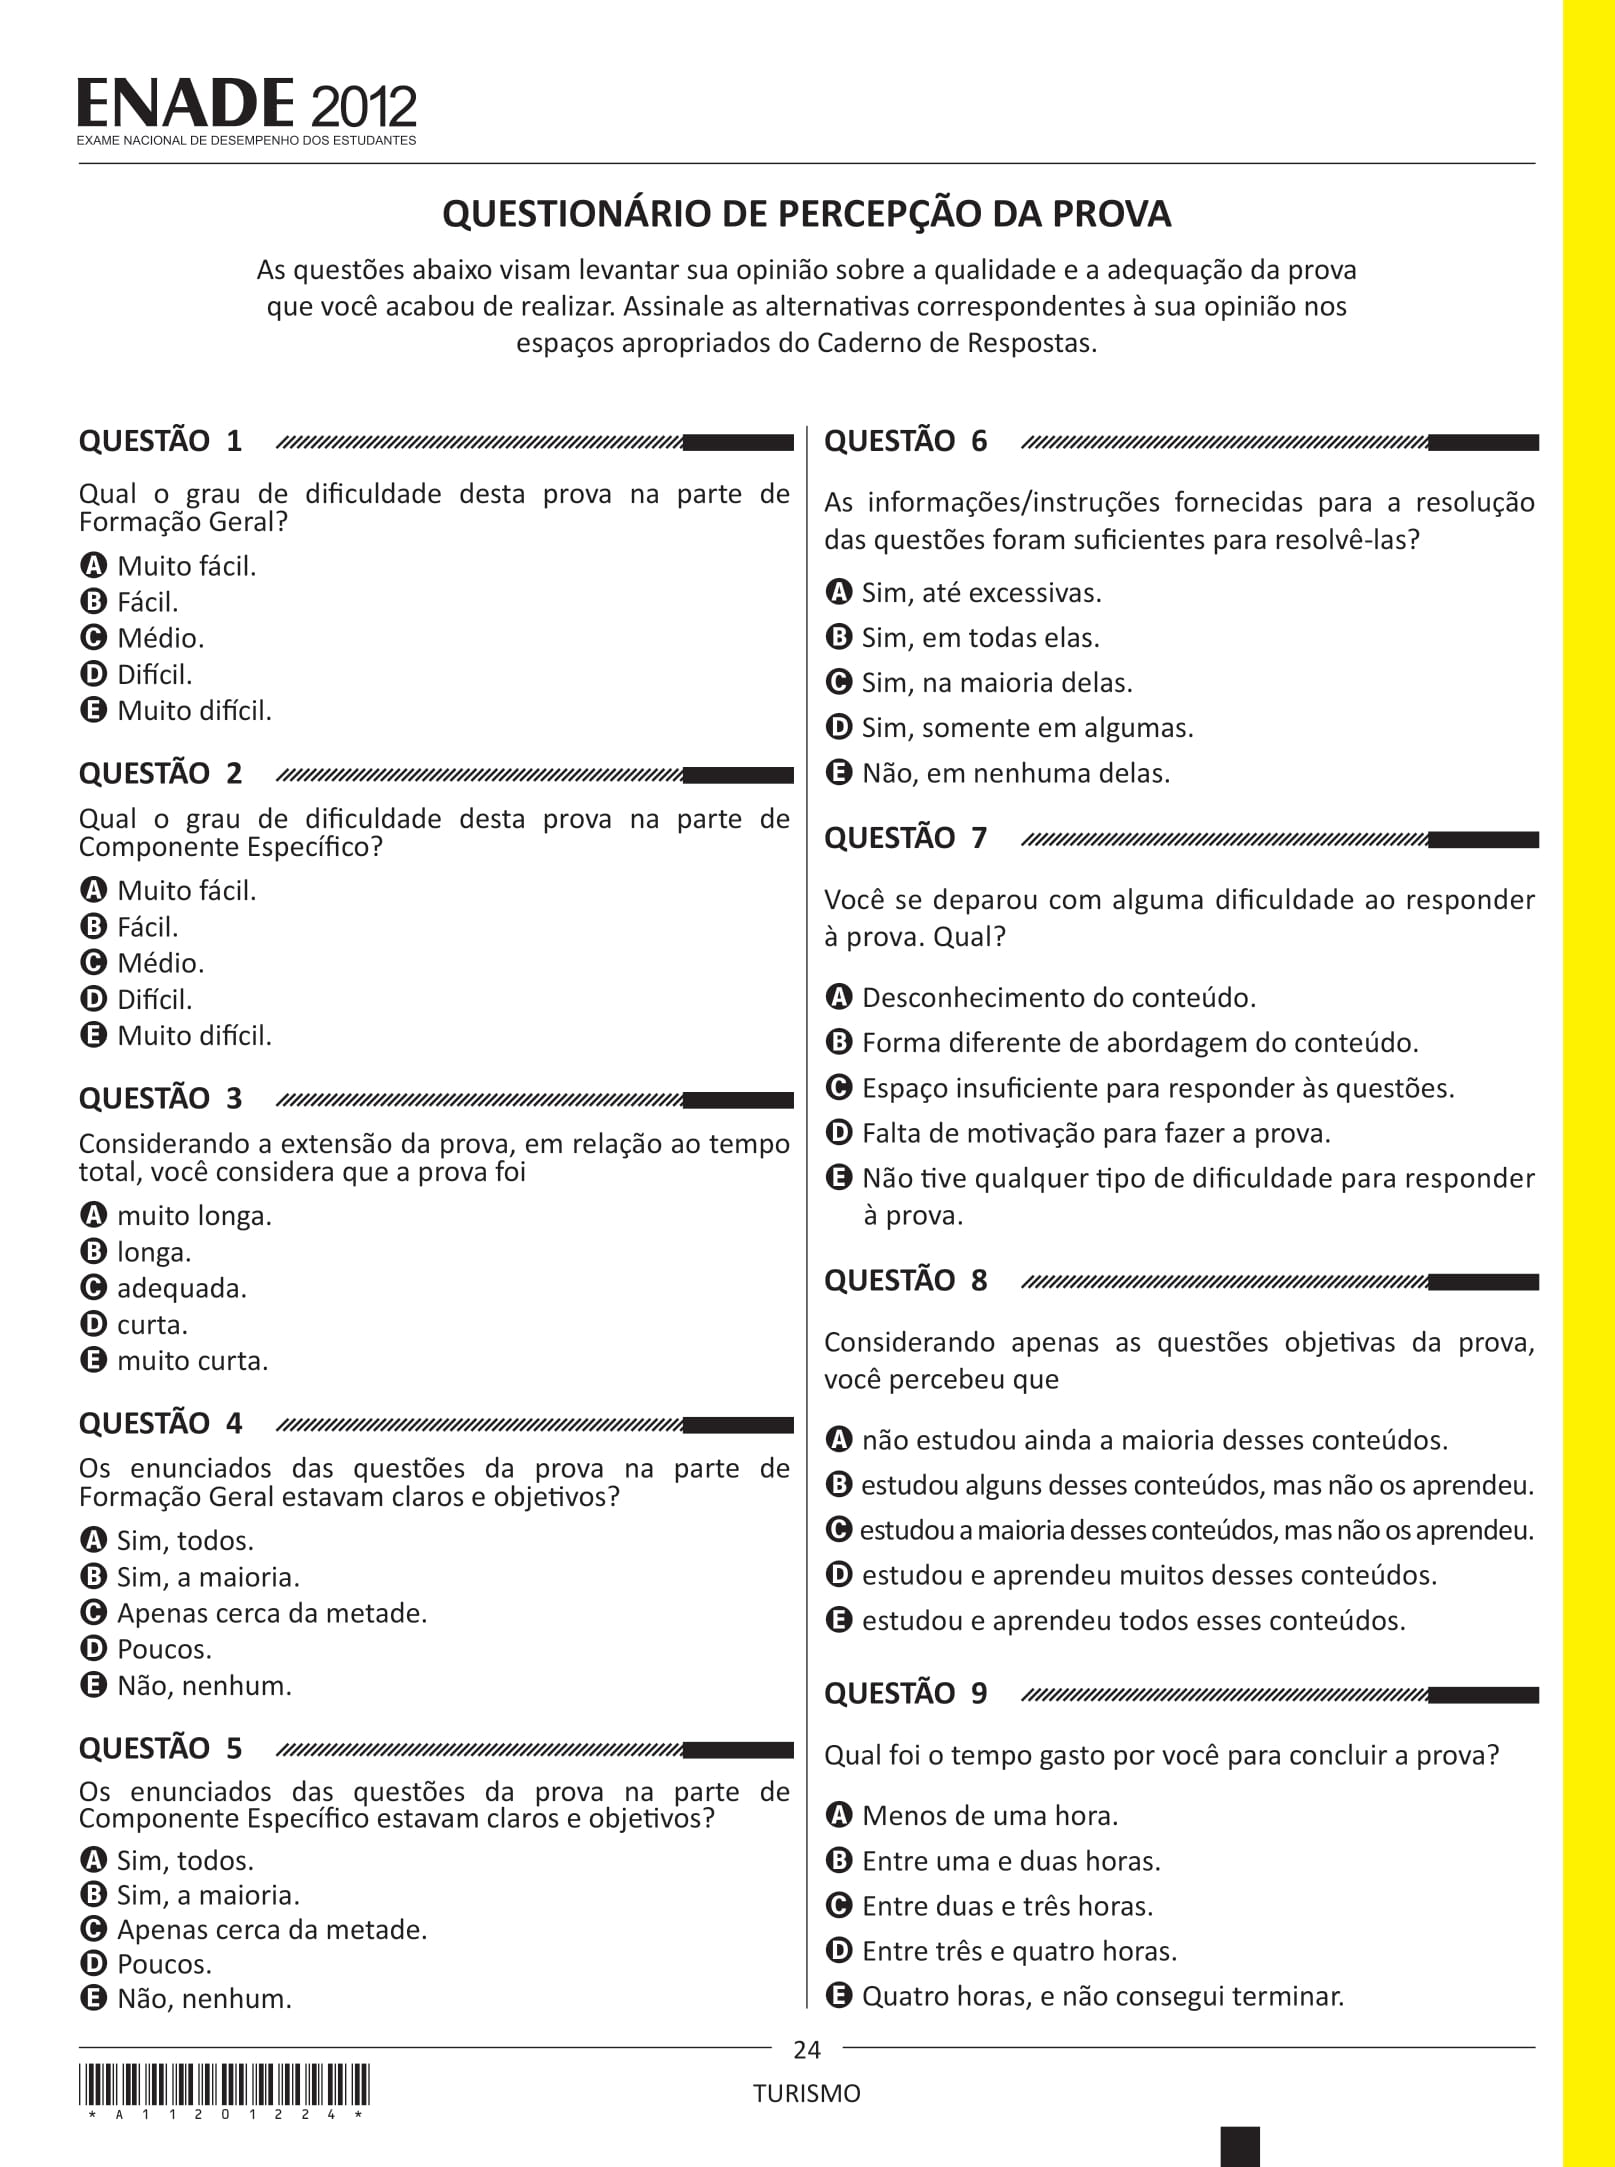 ENADE 2012
EXAME NACIONAL DE DESEMPENHO DOS ESTUDANTES
QUESTIONÁRIO DE PERCEPÇÃO DA PROVA
As questões abaixo visam levantar sua opinião sobre a qualidade e a adequação da prova
que você acabou de realizar. Assinale as alternativas correspondentes à sua opinião nos
espaços apropriados do Caderno de Respostas.
QUESTÃO 1
Qual o grau de dificuldade desta prova na parte de
Formação Geral?
A Muito fácil.
B Fácil.
C Médio.
D Difícil.
E Muito difícil.
QUESTÃO 2
Qual o grau de dificuldade desta prova na parte de
Componente Específico?
A Muito fácil.
B Fácil.
C Médio.
D Difícil.
E Muito difícil.
QUESTÃO 3
Considerando a extensão da prova, em relação ao tempo
total, você considera que a prova foi
A muito longa.
B longa.
C adequada.
D curta.
E muito curta.
QUESTÃO 4
Os enunciados das questões da prova na parte de
Formação Geral estavam claros e objetivos?
A Sim, todos.
B Sim, a maioria.
C Apenas cerca da metade.
D Poucos.
E Não, nenhum.
QUESTÃO 5
Os enunciados das questões da prova na parte de
Componente Específico estavam claros e objetivos?
A Sim, todos.
B Sim, a maioria.
C Apenas cerca da metade.
D Poucos.
E Não, nenhum.
QUESTÃO 6
As informações/instruções fornecidas para a resolução
das questões foram suficientes para resolvê-las?
A Sim, até excessivas.
B Sim, em todas elas.
C Sim, na maioria delas.
D Sim, somente em algumas.
E Não, em nenhuma delas.
QUESTÃO 7
Você se deparou com alguma dificuldade ao responder
à prova. Qual?
A Desconhecimento do conteúdo.
B Forma diferente de abordagem do conteúdo.
C Espaço insuficiente para responder às questões.
D Falta de motivação para fazer a prova.
E Não tive qualquer tipo de dificuldade para responder
à prova.
QUESTÃO 8
Considerando apenas as questões objetivas da prova,
você percebeu que
A não estudou ainda a maioria desses conteúdos.
B estudou alguns desses conteúdos, mas não os aprendeu.
C estudou a maioria desses conteúdos, mas não os aprendeu.
D estudou e aprendeu muitos desses conteúdos.
E estudou e aprendeu todos esses conteúdos.
QUESTÃO 9
Qual foi o tempo gasto por você para concluir a prova?
A Menos de uma hora.
B Entre uma e duas horas.
C Entre duas e três horas.
D Entre três e quatro horas.
E Quatro horas, e não consegui terminar.
24
TURISMO
* A 1 1 2 0 1 2 2 4 *